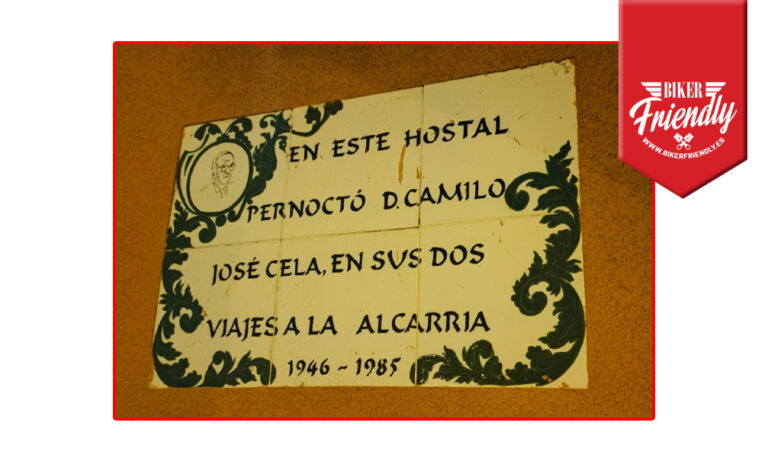 BIKER
Friendly
WWW.BIKERFRIENDLY.ES
EN ESTE HOSTAL
PERNOCTÓ D. CAMILO
JOSÉ CELA, EN SUS DOS
VIAJES A LA ALCARRIA
1946 ~ 1985